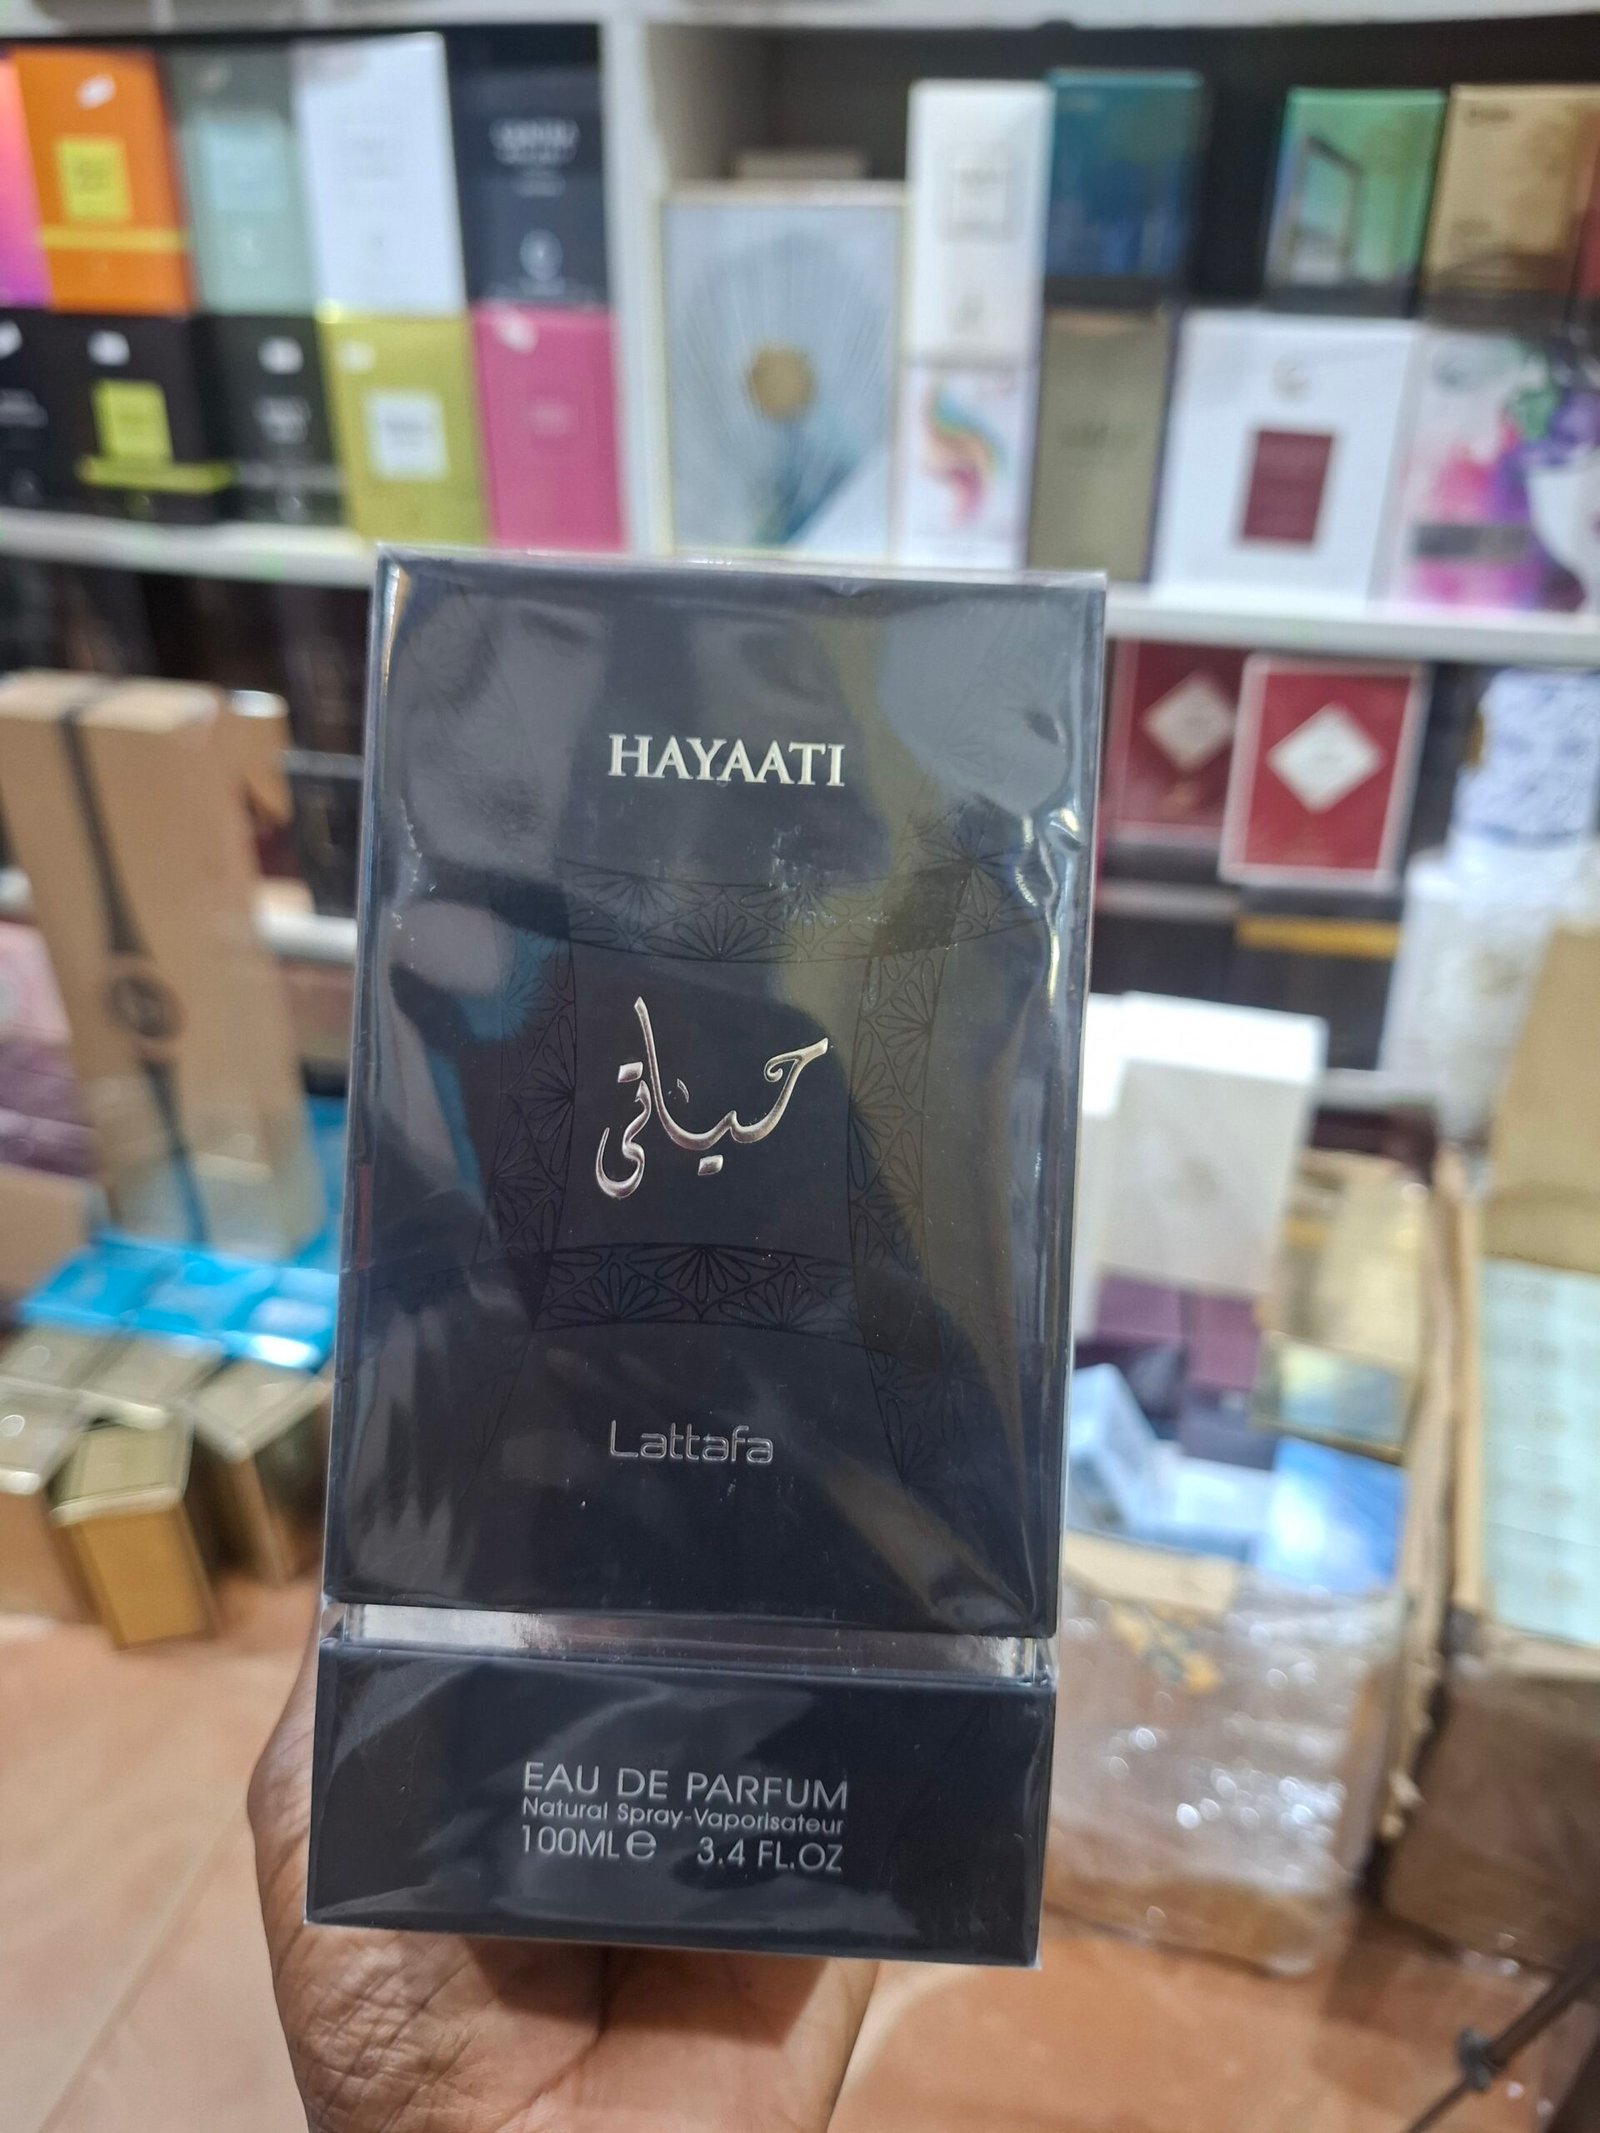 HAYAATI
حياتي
Lattafa
EAU DE PARFUM
Natural Spray-Vaporisateur
100ML e 3.4 FL.OZ